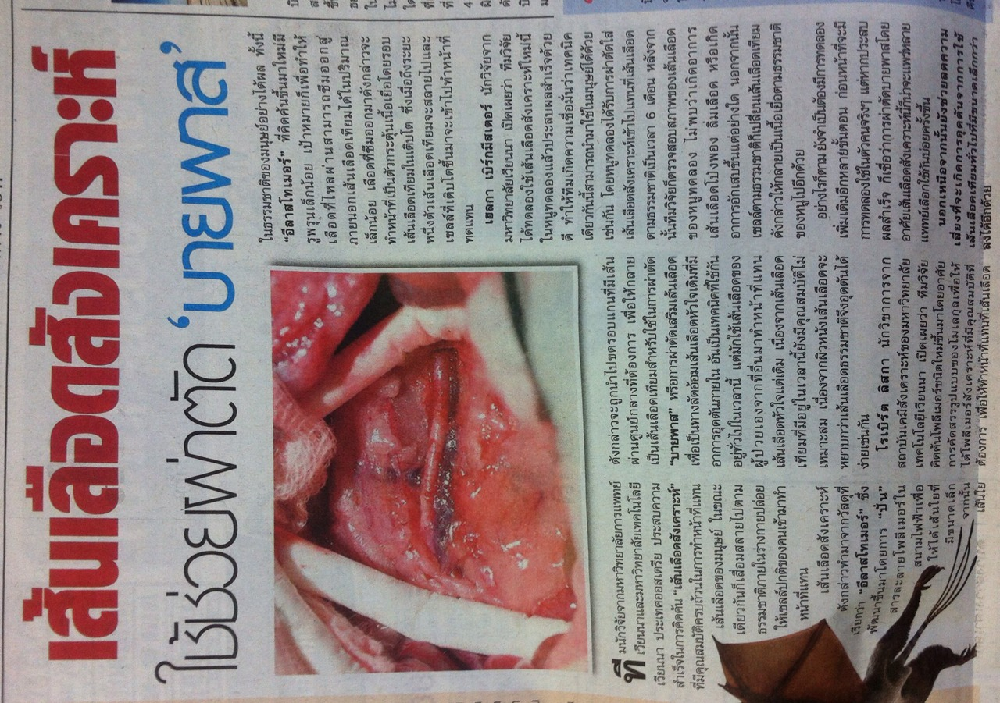 เส้นเลือดสังเคราะห์
ใช้ช่วยผ่าตัด ‘บายพาส’
ทีมนักวิจัยจากมหาวิทยาลัยการแพทย์
เวียนนาและมหาวิทยาลัยเทคโนโลยี
เวียนนา ประเทศออสเตรีย ประสบความ
สำเร็จในการคิดค้น “เส้นเลือดสังเคราะห์”
ที่มีคุณสมบัติครบถ้วนในการทำหน้าที่แทน
เส้นเลือดของมนุษย์ ในขณะ
เดียวกันก็เสื่อมสลายไปตาม
ธรรมชาติภายในร่างกายปล่อย
ให้เซลล์ปกติของคนเข้ามาทำ
หน้าที่แทน
เส้นเลือดสังเคราะห์
ดังกล่าวทำมาจากวัสดุที่
เรียกว่า “อีลาสโทเมอร์” ซึ่ง
พัฒนาขึ้นมาโดยการ “ปั่น”
สารละลายโพลีเมอร์ใน
สนามไฟฟ้าเพื่อ
ให้ได้เส้นใยที่
มีขนาดเล็ก
จากนั้น
เส้นใย
ดังกล่าวจะถูกนำไปขดรอบแกนที่มีเส้น
ผ่านศูนย์กลางที่ต้องการ เพื่อให้กลาย
เป็นเส้นเลือดเทียมสำหรับใช้ในการผ่าตัด
“บายพาส” หรือการผ่าตัดเสริมเส้นเลือด
เพื่อเป็นทางลัดอ้อมเส้นเลือดหัวใจเดิมที่มี
อาการอุดตันภายใน อันเป็นเทคนิคที่ใช้กัน
อยู่ทั่วไปในเวลานี้ แต่มักใช้เส้นเลือดของ
ผู้ป่วยเองจากที่อื่นมาทำหน้าที่แทน
เส้นเลือดหัวใจแต่เดิม เนื่องจากเส้นเลือด
เทียมที่มีอยู่ในเวลานี้ยังมีคุณสมบัติไม่
เหมาะสม เนื่องจากผิวหนังเส้นเลือดจะ
หยาบกว่าเส้นเลือดธรรมชาติจึงอุดตันได้
ง่ายเช่นกัน
โรเบิร์ต ลิสกา นักวิชาการจาก
สถาบันเคมีสังเคราะห์ของมหาวิทยาลัย
เทคโนโลยีเวียนนา เปิดเผยว่า ทีมวิจัย
คิดค้นโพลีเมอร์ชนิดใหม่ขึ้นมาโดยอาศัย
การคัดสรรรูปแบบของโมเลกุลเพื่อให้
ได้โพลิเมอร์สังเคราะห์ที่มีคุณสมบัติที่
ต้องการ เพื่อให้ทำหน้าที่แทนที่เส้นเลือด
ในธรรมชาติของมนุษย์อย่างได้ผล ทั้งนี้
“อีลาสโทเมอร์” ที่คิดค้นขึ้นมาใหม่มี
รูพรุนเล็กน้อย เป้าหมายก็เพื่อทำให้
เลือดที่ไหลผ่านสามารถซึมออกสู่
ภายนอกเส้นเลือดเทียมได้ในปริมาณ
เล็กน้อย เลือดที่ซึมออกมาดังกล่าวจะ
ทำหน้าที่เป็นตัวกระตุ้นเนื้อเยื่อโดยรอบ
เส้นเลือดเทียมให้เติบโต ซึ่งเมื่อถึงระยะ
หนึ่งตัวเส้นเลือดเทียมจะสลายไปและ
เซลล์ที่เติบโตขึ้นมาจะเข้าไปทำหน้าที่
ทดแทน
เฮลกา เบิร์กมีสเตอร์ นักวิจัยจาก
มหาวิทยาลัยเวียนนา เปิดเผยว่า ทีมวิจัย
ได้ทดลองใช้เส้นเลือดสังเคราะห์ใหม่นี้
ในหนูทดลองแล้วประสบผลสำเร็จด้วย
ดี ทำให้ทีมเกิดความเชื่อมั่นว่าเทคนิค
เดียวกันนี้สามารถนำมาใช้ในมนุษย์ได้ด้วย
เช่นกัน โดยหนูทดลองได้รับการผ่าตัดใส่
เส้นเลือดสังเคราะห์เข้าไปแทนที่เส้นเลือด
ตามธรรมชาติเป็นเวลา 6 เดือน หลังจาก
นั้นทีมวิจัยก็ตรวจสอบสภาพของเส้นเลือด
ของหนูทดลอง ไม่พบว่าเกิดอาการ
เส้นเลือดโป่งพอง ลิ่มเลือด หรือเกิด
อาการอักเสบขึ้นแต่อย่างใด นอกจากนั้น
เซลล์ตามธรรมชาติก็เปลี่ยนเส้นเลือดเทียม
ดังกล่าวให้กลายเป็นเนื้อเยื่อตามธรรมชาติ
ของหนูไปอีกด้วย
อย่างไรก็ตาม ยังจำเป็นต้องมีการทดลอง
เพิ่มเติมอีกหลายขั้นตอน ก่อนหน้าที่จะมี
การทดลองใช้ในตัวคนจริงๆ แต่หากประสบ
ผลสำเร็จ ก็เชื่อว่าการผ่าตัดบายพาสโดย
อาศัยเส้นเลือดสังเคราะห์ที่มีก็น่าจะแพร่หลาย
แพทย์เลือกใช้กันบ่อยครั้งขึ้น
นอกเหนือจากนั้นยังช่วยลดความ
เสี่ยงที่จะเกิดการอุดตันจากการใช้
เส้นเลือดเทียมทั่วไปที่มีขนาดเล็กกว่า
ลงได้อีกด้วย